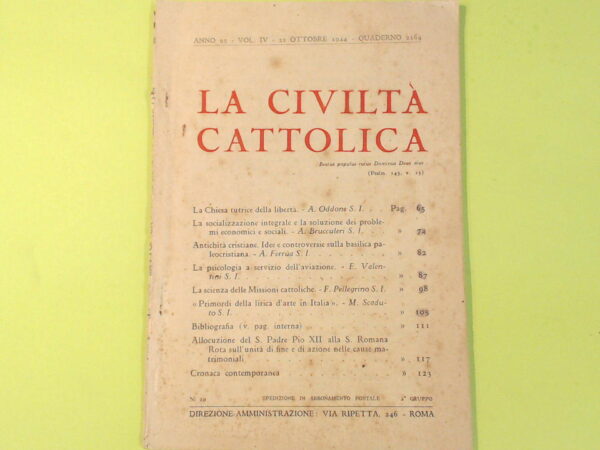 ANNO 95 - VOL. IV - 21 OTTOBRE 1944 - QUADERNO 2264
LA CIVILTÀ
CATTOLICA
Beatus populus cuius Dominus Deus eius
(Psalm. 143, v. 15)
La Chiesa tutrice della libertà. - A. Oddone S. I. . . Pag. 65
La socializzazione integrale e la soluzione dei proble-
mi economici e sociali. - A. Brucculeri S. I. . . » 74
Antichità cristiane. Idee e controversie sulla basilica pa-
leocristiana. - A. Ferrua S. I. . . . . » 82
La psicologia a servizio dell'aviazione. - E. Valen-
tini S. I. . . . . » 87
La scienza delle Missioni cattoliche. - F. Pellegrino S. I. » 98
« Primordi della lirica d'arte in Italia ». - M. Scadu-
to S. I. . . . . » 105
Bibliografia (v. pag. interna) . . . . » 111
Allocuzione del S. Padre Pio XII alla S. Romana
Rota sull'unità di fine e di azione nelle cause ma-
trimoniali . . . . » 117
Cronaca contemporanea . . . . » 123
N. 20 SPEDIZIONE IN ABBONAMENTO POSTALE 2° GRUPPO
DIREZIONE AMMINISTRAZIONE: VIA RIPETTA, 246 - ROMA